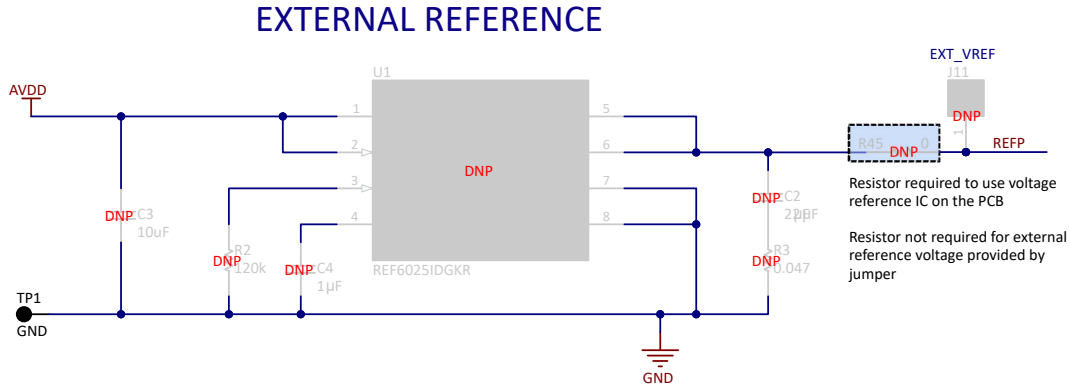 EXTERNAL REFERENCE
EXT_VREF
U1
J11
AVDD
DNP
1
5
1
2
6
R45
0
DNP
REFP
DNP
3
7
4
8
DNP
C3
10uF
DNP
R2
120k
DNP
C4
1µF
REF6025IDGKR
DNP
C2
DNP
R3
0.047
Resistor required to use voltage
reference IC on the PCB
Resistor not required for external
reference voltage provided by
jumper
TP1
GND
GND